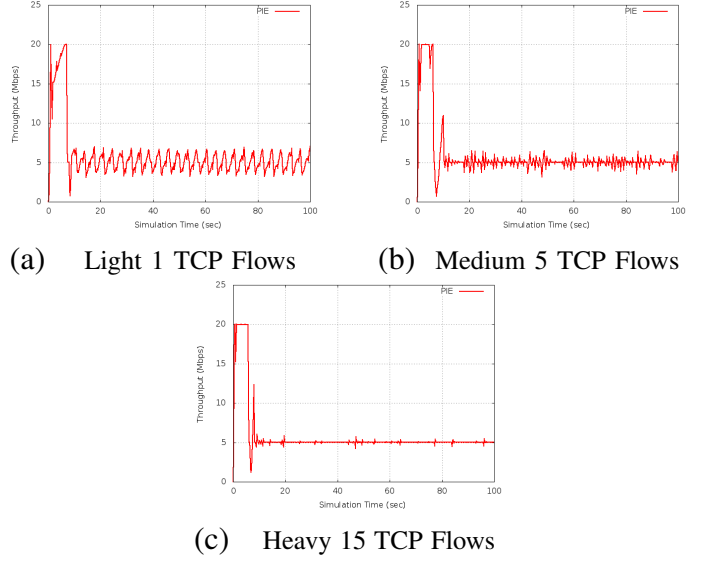 PIE
25
20
15
10
5
0
Throughput (Mbps)
0 20 40 60 80 100
Simulation Time (sec)
(a) Light 1 TCP Flows
PIE
25
20
15
10
5
0
Throughput (Mbps)
0 20 40 60 80 100
Simulation Time (sec)
(b) Medium 5 TCP Flows
PIE
25
20
15
10
5
0
Throughput (Mbps)
0 20 40 60 80 100
Simulation Time (sec)
(c) Heavy 15 TCP Flows